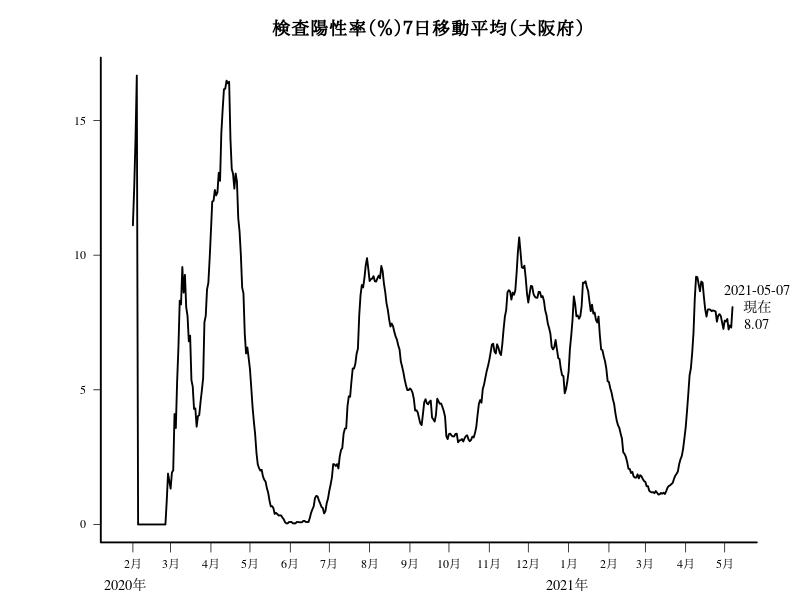 検査陽性率（%）7日移動平均（大阪府）
15
10
5
0
2021-05-07
現在
8.07
2月 3月 4月 5月 6月 7月 8月 9月 10月 11月 12月 1月 2月 3月 4月 5月
2020年 2021年